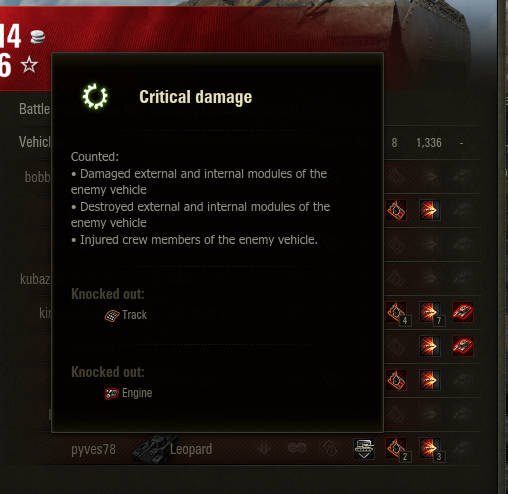 14
6
Critical damage
Battle
Vehicl
8 1,336 -
Counted:
• Damaged external and internal modules of the
enemy vehicle
• Destroyed external and internal modules of the
enemy vehicle
• Injured crew members of the enemy vehicle.
bobb
kubaz
Knocked out:
Track
kin
4 7
Knocked out:
Engine
pyves78 Leopard
2 3